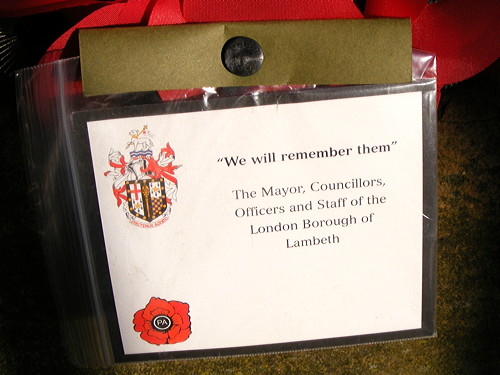 “We will remember them”
The Mayor, Councillors,
Officers and Staff of the
London Borough of
Lambeth
PA